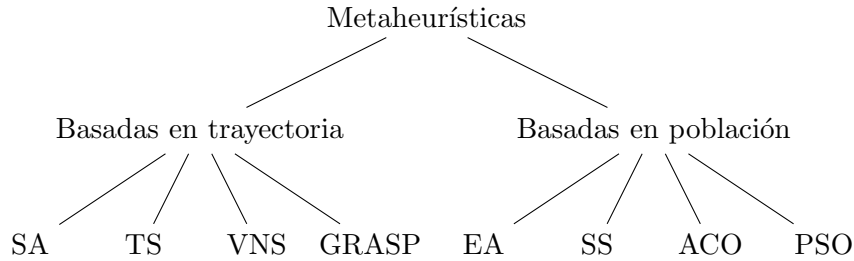 Metaheurísticas
Basadas en trayectoria Basadas en población
SA TS VNS GRASP EA SS ACO PSO